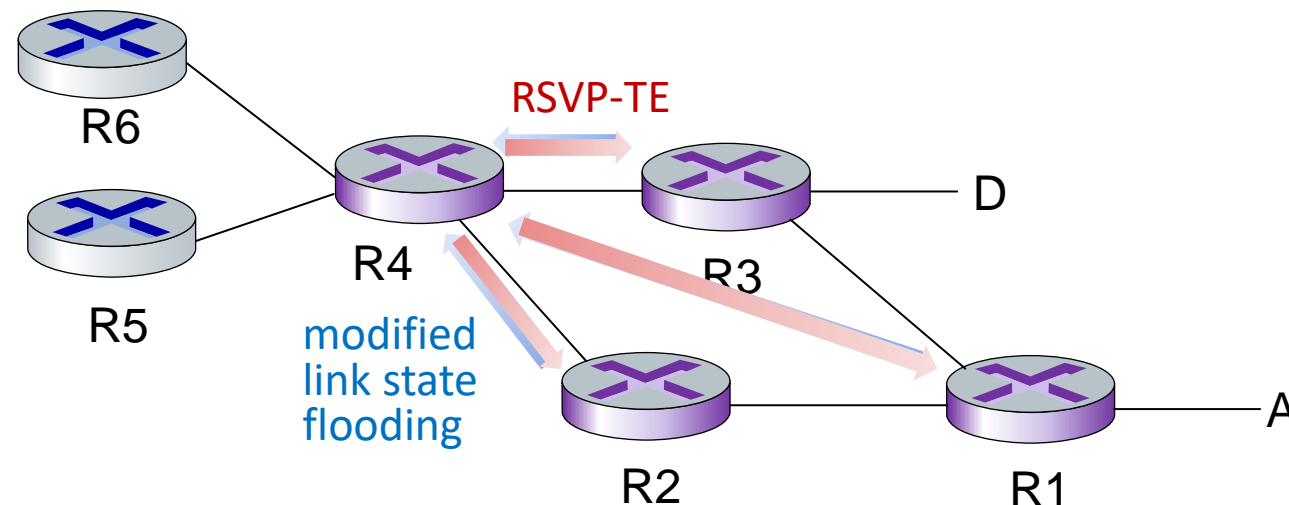 R6
RSVP-TE
D
R4
R3
R5
modified
link state
flooding
A
R2
R1